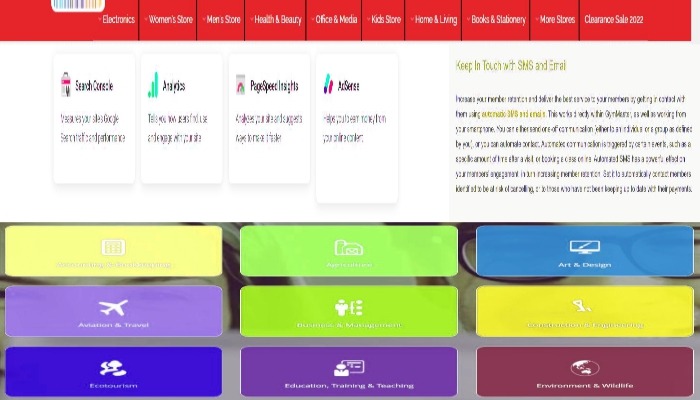 Electronics Women's Store Men's Store Health & Beauty Office & Media Kids Store Home & Living Books & Stationery More Stores Clearance Sale 2022
Search Console
Measures your site's Google
Search traffic and performance
Analytics
Tells you how users find, use
and engage with your site
PageSpeed Insights
Analyzes your site and suggests
ways to make it faster
AdSense
Helps you to earn money from
your online content
Keep In Touch with SMS and Email
Increase your member retention and deliver the best service to your members by getting in contact with
them using automatic SMS and emails. This works directly within GymMaster, as well as working from
your smartphone. You can either send one-off communication (either to an individual or a group as defined
by you), or you can automate contact. Automated communication is triggered by certain events, such as a
specific amount of time after a visit, or booking a class online. Automated SMS has a powerful effect on
your members' engagement, in turn increasing member retention. Set it to automatically contact members
identified to be at risk of cancelling, or to those who have not been keeping up to date with their payments.
Agriculture
Art & Design
Aviation & Travel
Business & Management
Construction & Engineering
Ecotourism
Education, Training & Teaching
Environment & Wildlife